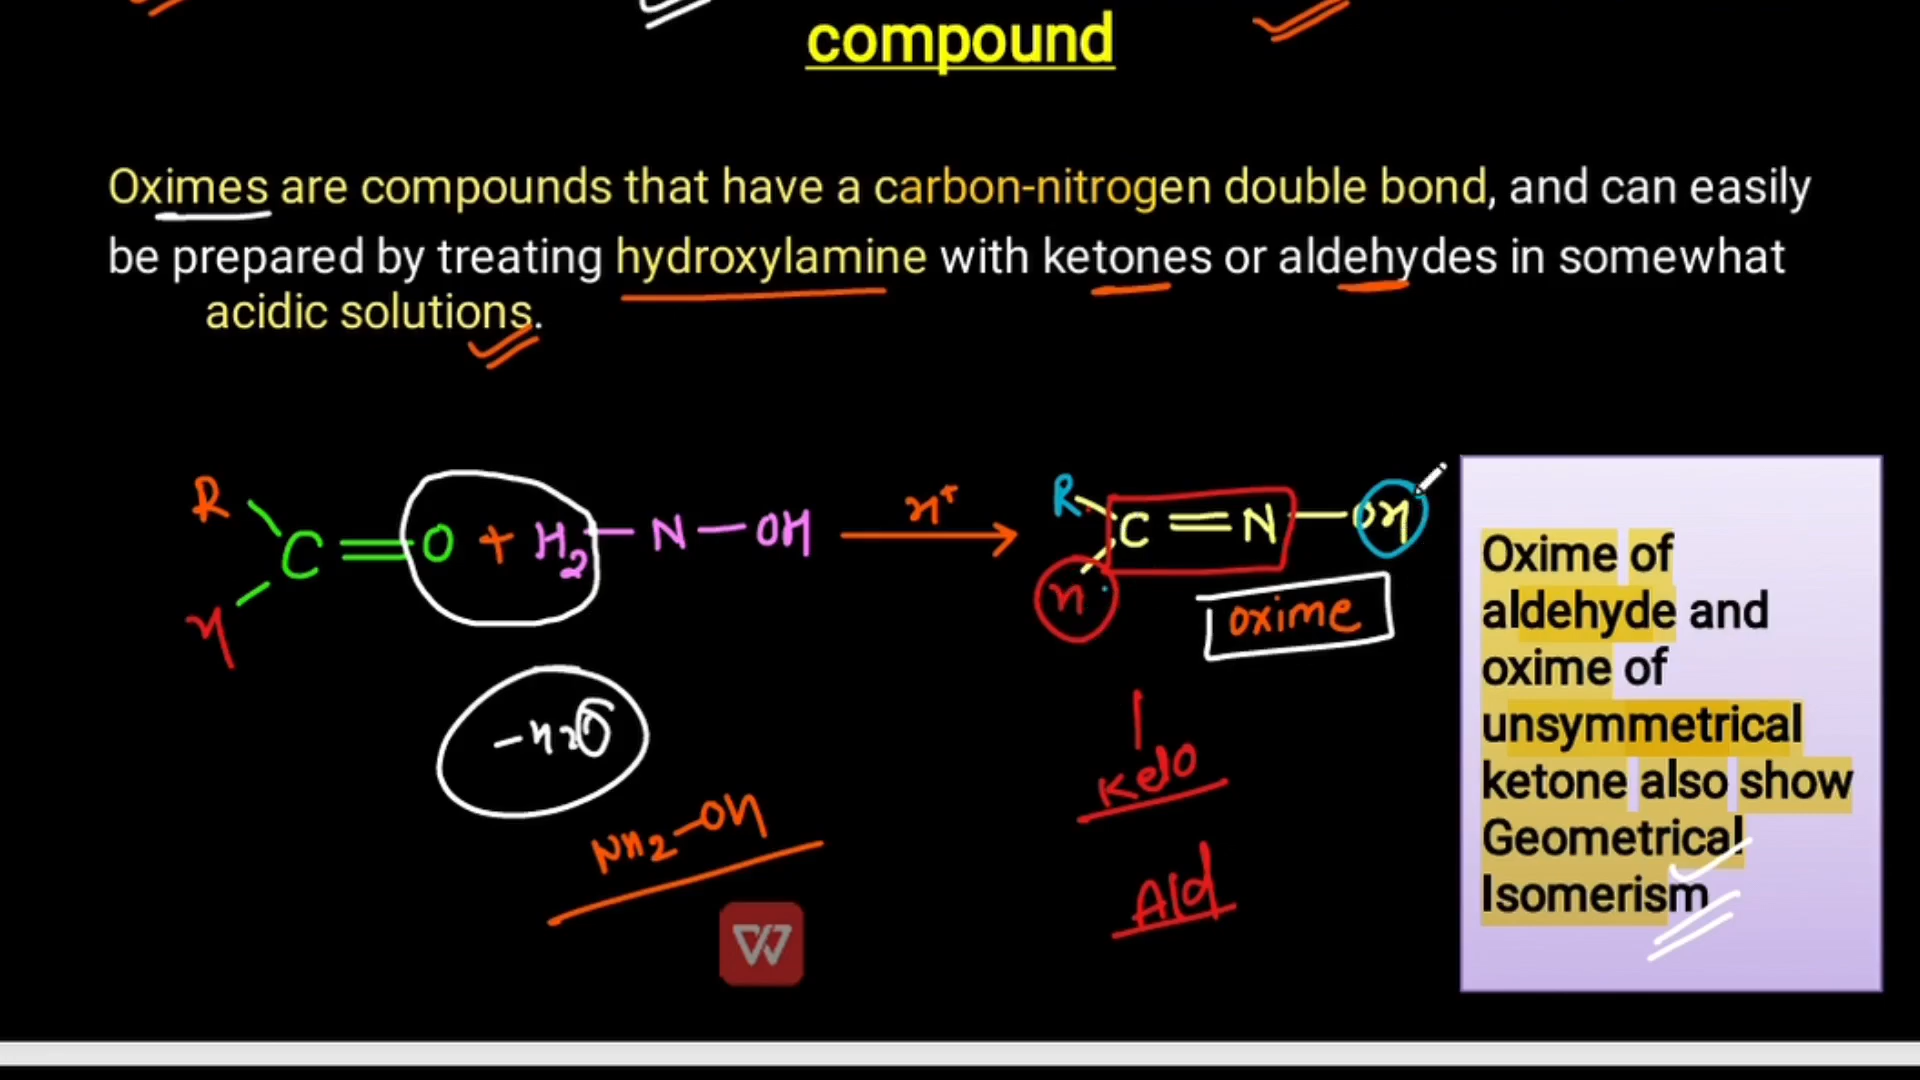 compound
Oximes are compounds that have a carbon-nitrogen double bond, and can easily
be prepared by treating hydroxylamine with ketones or aldehydes in somewhat
acidic solutions.
R
C=O + H2-N-OH
H
H+
R
C=N-OH
H
oxime
-H2O
NH2-OH
Keto
Ald
Oxime of
aldehyde and
oxime of
unsymmetrical
ketone also show
Geometrical
Isomerism